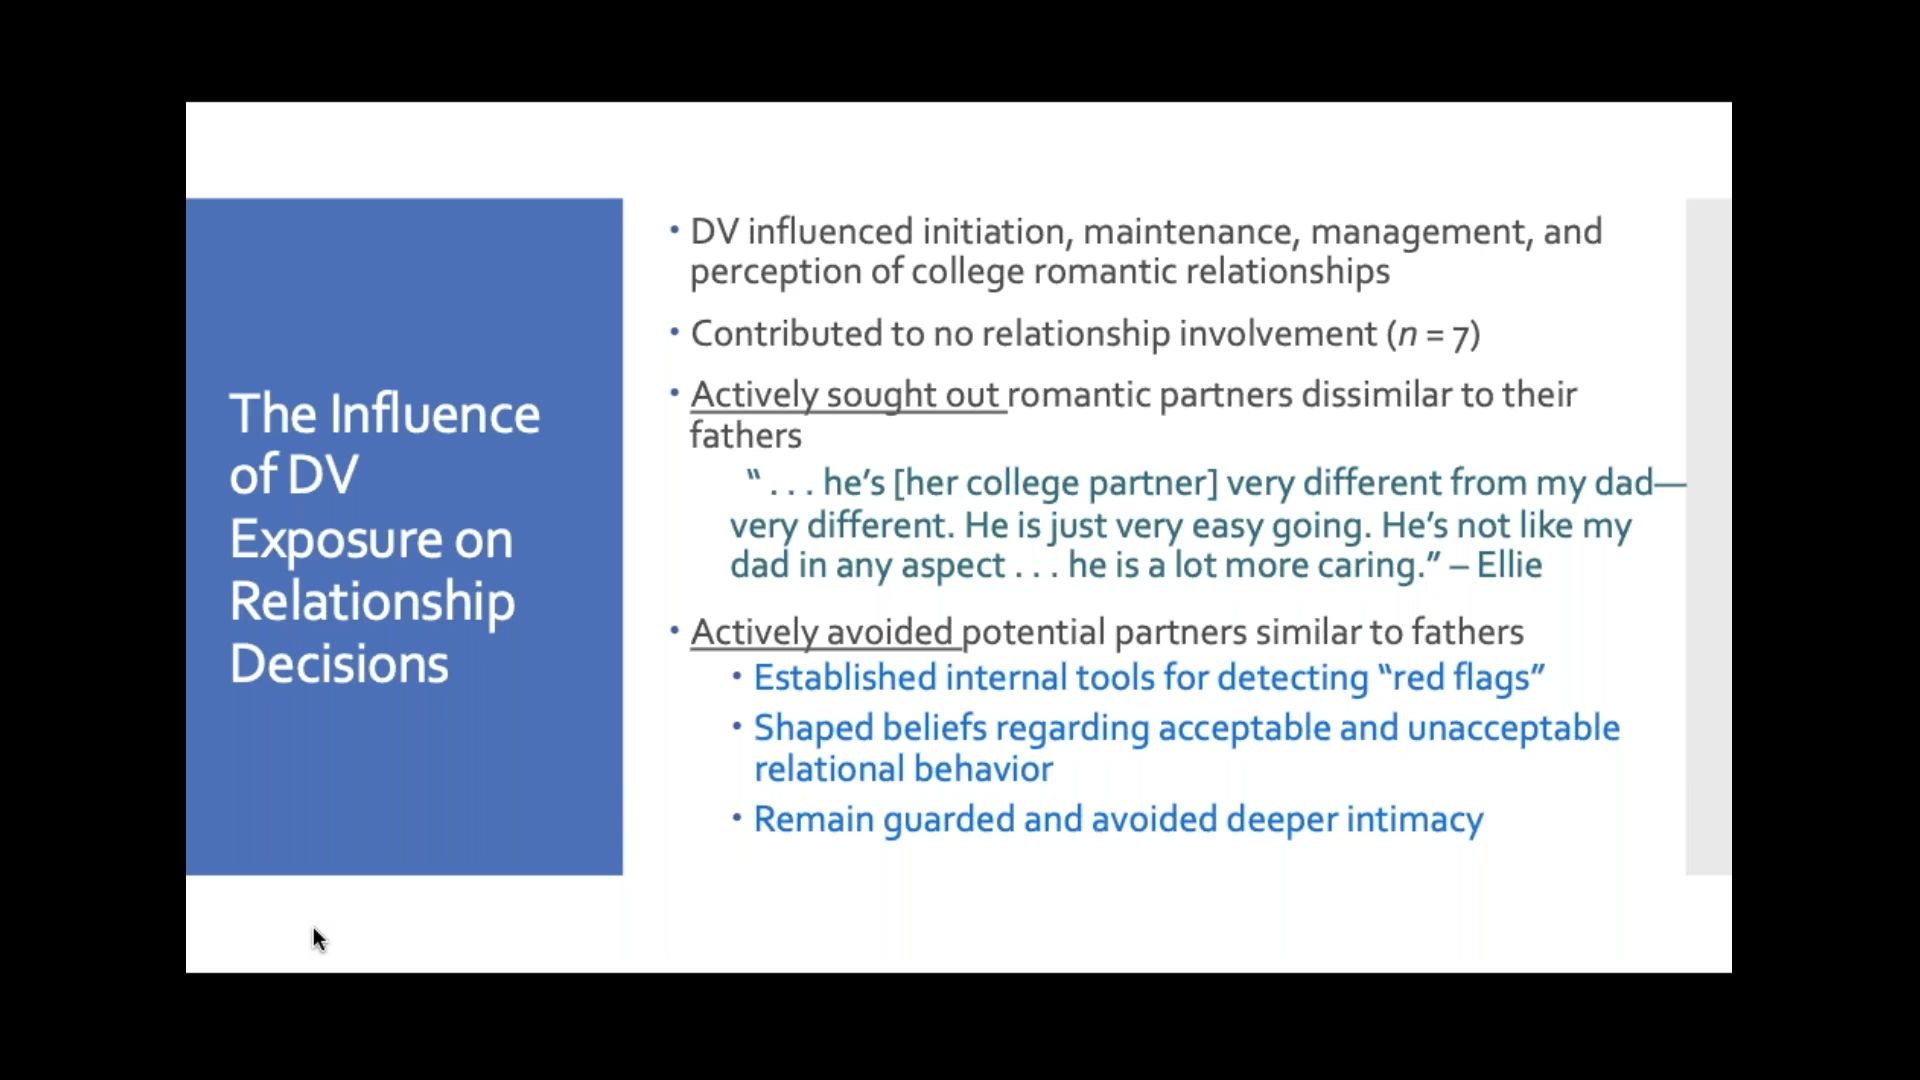 The Influence
of DV
Exposure on
Relationship
Decisions
• DV influenced initiation, maintenance, management, and
perception of college romantic relationships
• Contributed to no relationship involvement (n = 7)
• Actively sought out romantic partners dissimilar to their
fathers
“ . . . he’s [her college partner] very different from my dad—
very different. He is just very easy going. He’s not like my
dad in any aspect . . . he is a lot more caring.” – Ellie
• Actively avoided potential partners similar to fathers
• Established internal tools for detecting “red flags”
• Shaped beliefs regarding acceptable and unacceptable
relational behavior
• Remain guarded and avoided deeper intimacy